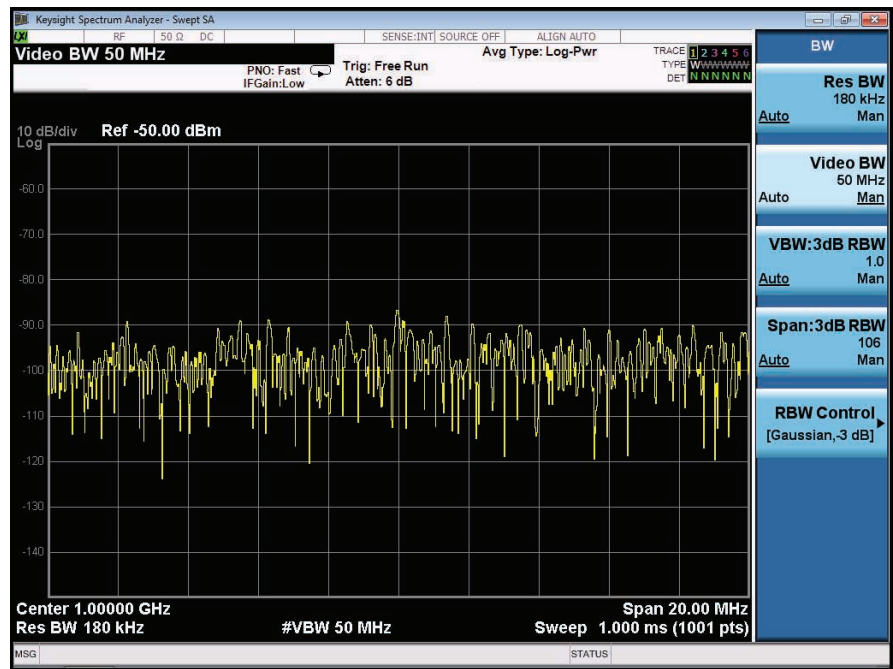 Keysight Spectrum Analyzer - Swept SA
LXI RF 50 Ω DC SENSE:INT SOURCE OFF ALIGN AUTO
Video BW 50 MHz
PNO: Fast
IFGain:Low
Trig: Free Run
Atten: 6 dB
Avg Type: Log-Pwr
TRACE 1 2 3 4 5 6
TYPE WWWWWW
DET N N N N N N
10 dB/div
Log
Ref -50.00 dBm
-60.0
-70.0
-80.0
-90.0
-100
-110
-120
-130
-140
Center 1.00000 GHz
Span 20.00 MHz
Res BW 180 kHz
#VBW 50 MHz
Sweep 1.000 ms (1001 pts)
MSG
STATUS
BW
Res BW
180 kHz
Auto Man
Video BW
50 MHz
Auto Man
VBW:3dB RBW
1.0
Auto Man
Span:3dB RBW
106
Auto Man
RBW Control
[Gaussian,-3 dB]